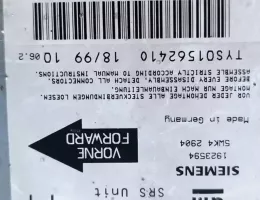 SRS Unit
SIEMENS
1923594
5WK4 2904
Made in Germany
VORNE
FORWARD
VOR JEDER DEMONTAGE ALLE STECKVERBINDUNGEN LOESEN.
MONTAGE NUR NACH EINBAUANLEITUNG.
BEFORE EVERY DISASSEMBLY, DETACH ALL CONNECTORS.
ASSEMBLE STRICTLY ACCORDING TO MANUAL INSTRUCTIONS.
TYS01562410 18/99 10 06.2